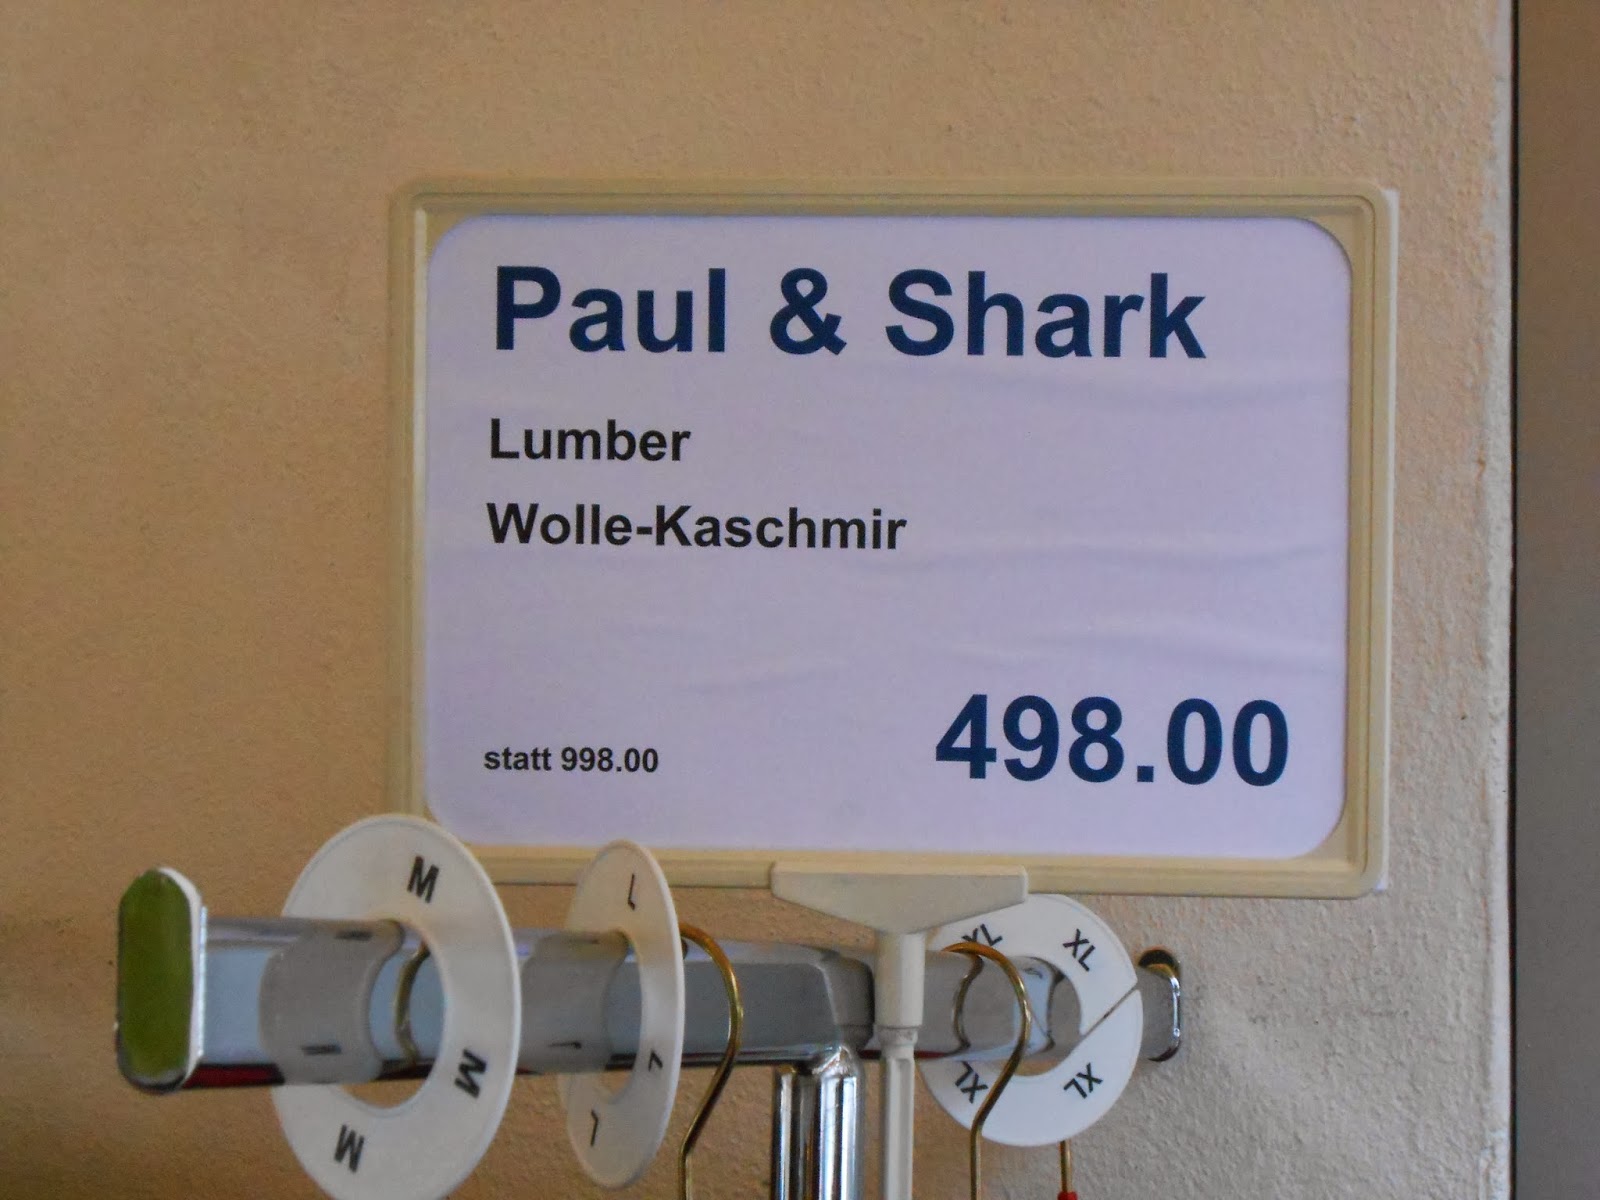 Paul & Shark
Lumber
Wolle-Kaschmir
statt 998.00
498.00
M
M
M
L
L
L
XL
XL
XL
XL